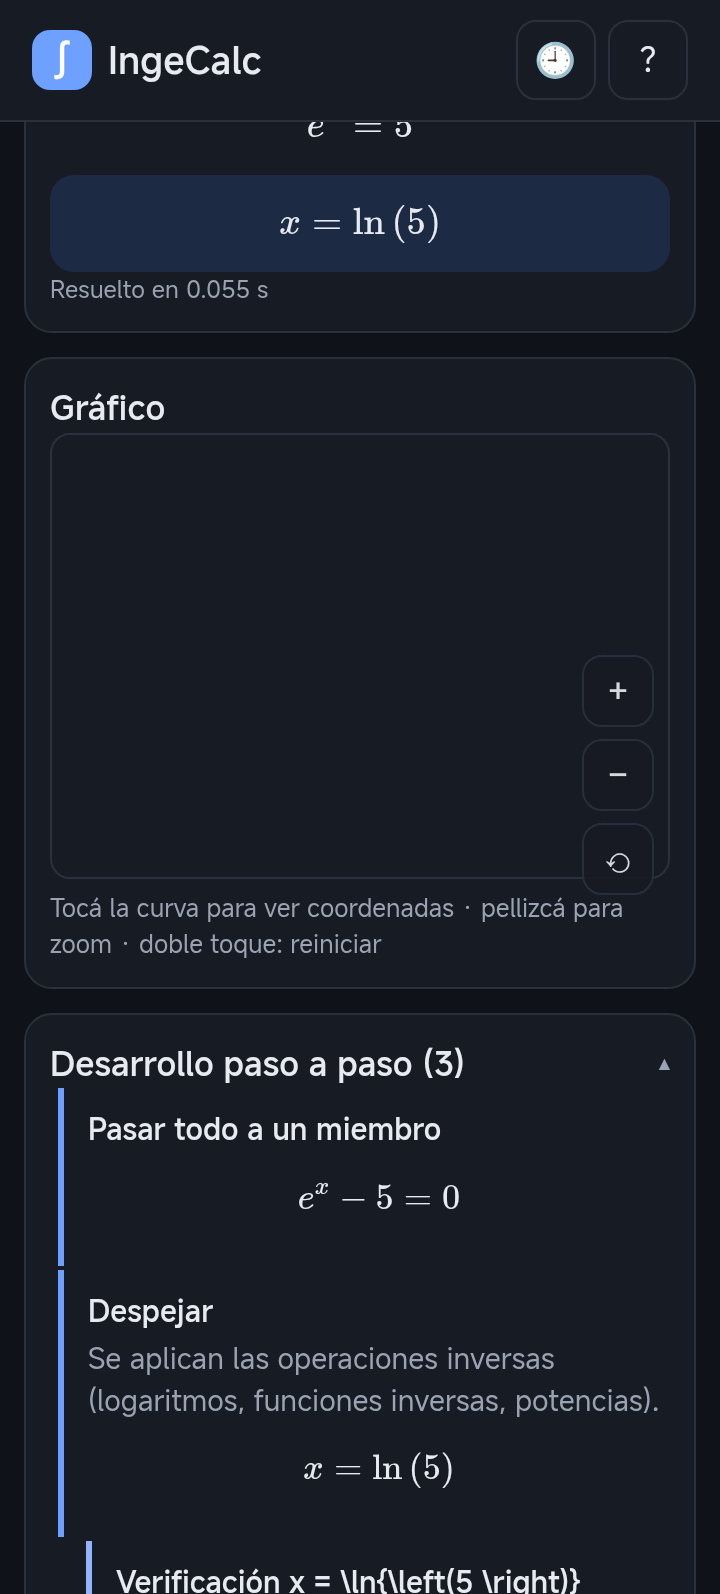 ∫ IngeCalc ?
e = 5
x = ln (5)
Resuelto en 0.055 s
Gráfico
+
−
Tocá la curva para ver coordenadas · pellizcá para
zoom · doble toque: reiniciar
Desarrollo paso a paso (3)
Pasar todo a un miembro
eˣ − 5 = 0
Despejar
Se aplican las operaciones inversas
(logaritmos, funciones inversas, potencias).
x = ln (5)
Verificación x = \ln{\left(5 \right)}